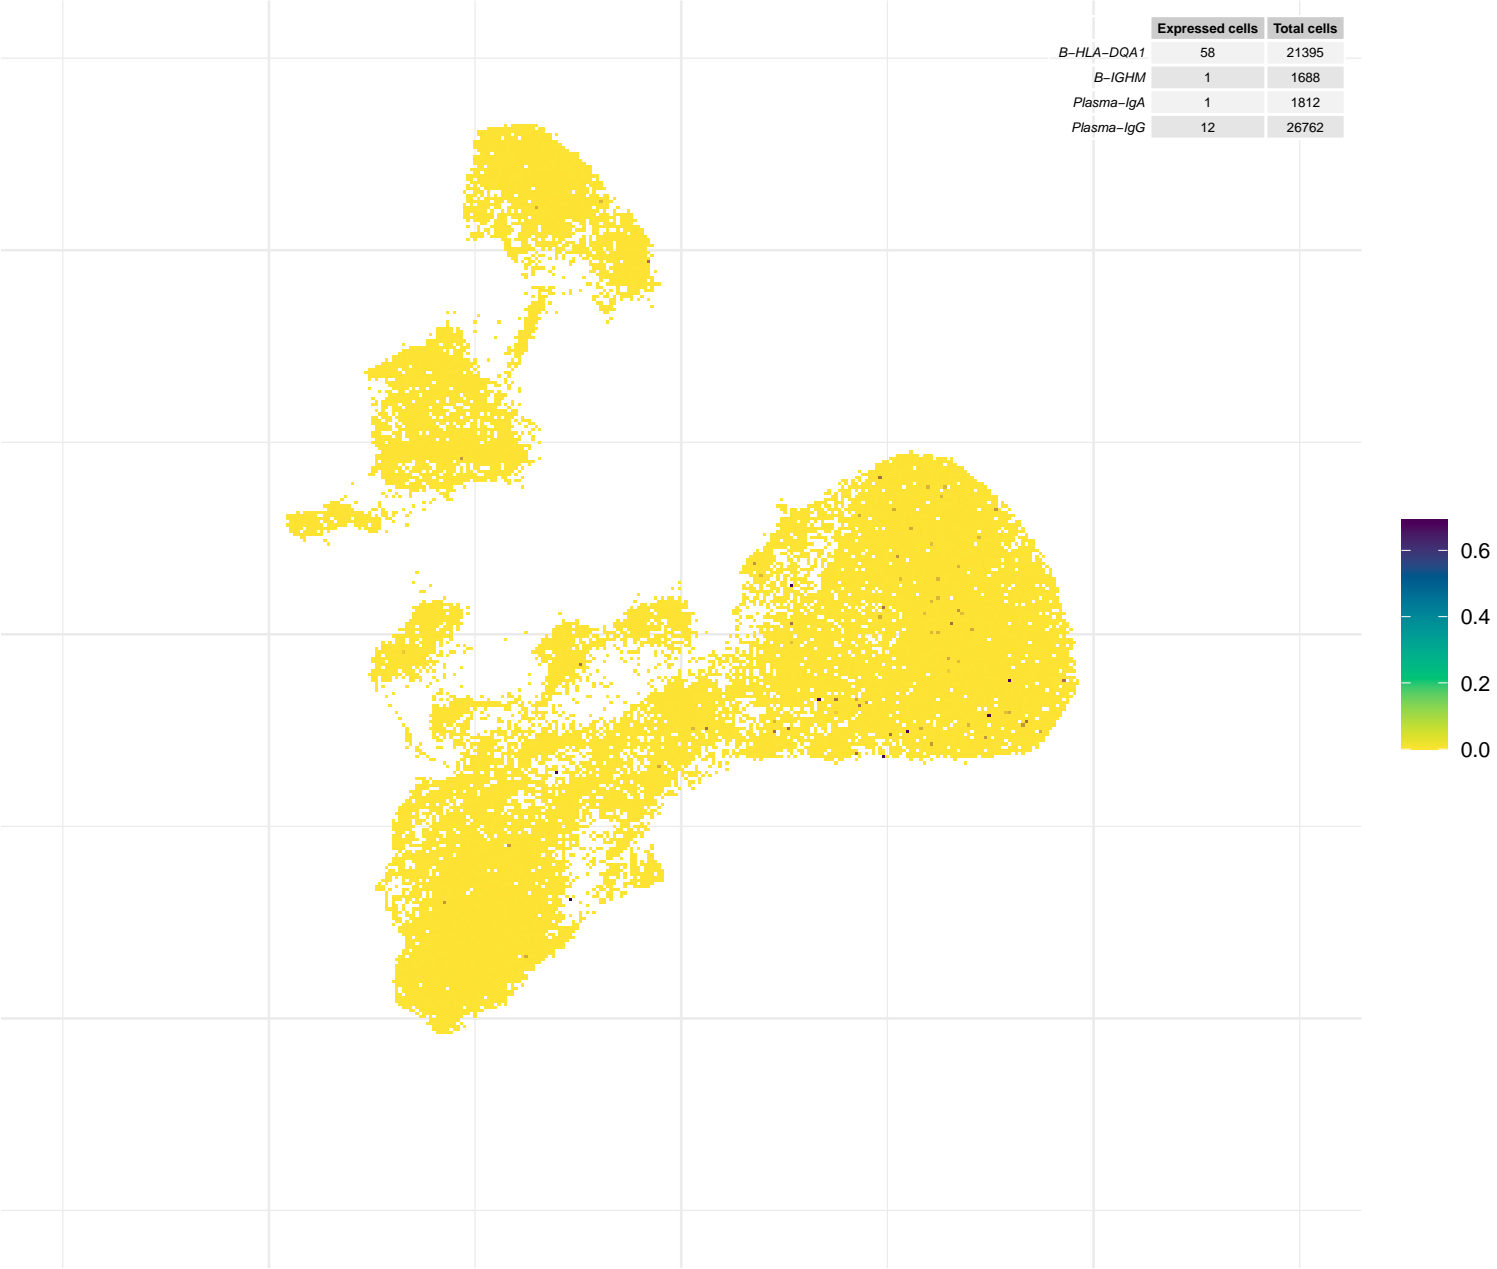 Expressed cells Total cells
B−HLA−DQA1 58 21395
B−IGHM 1 1688
Plasma−IgA 1 1812
Plasma−IgG 12 26762
0.6
0.4
0.2
0.0